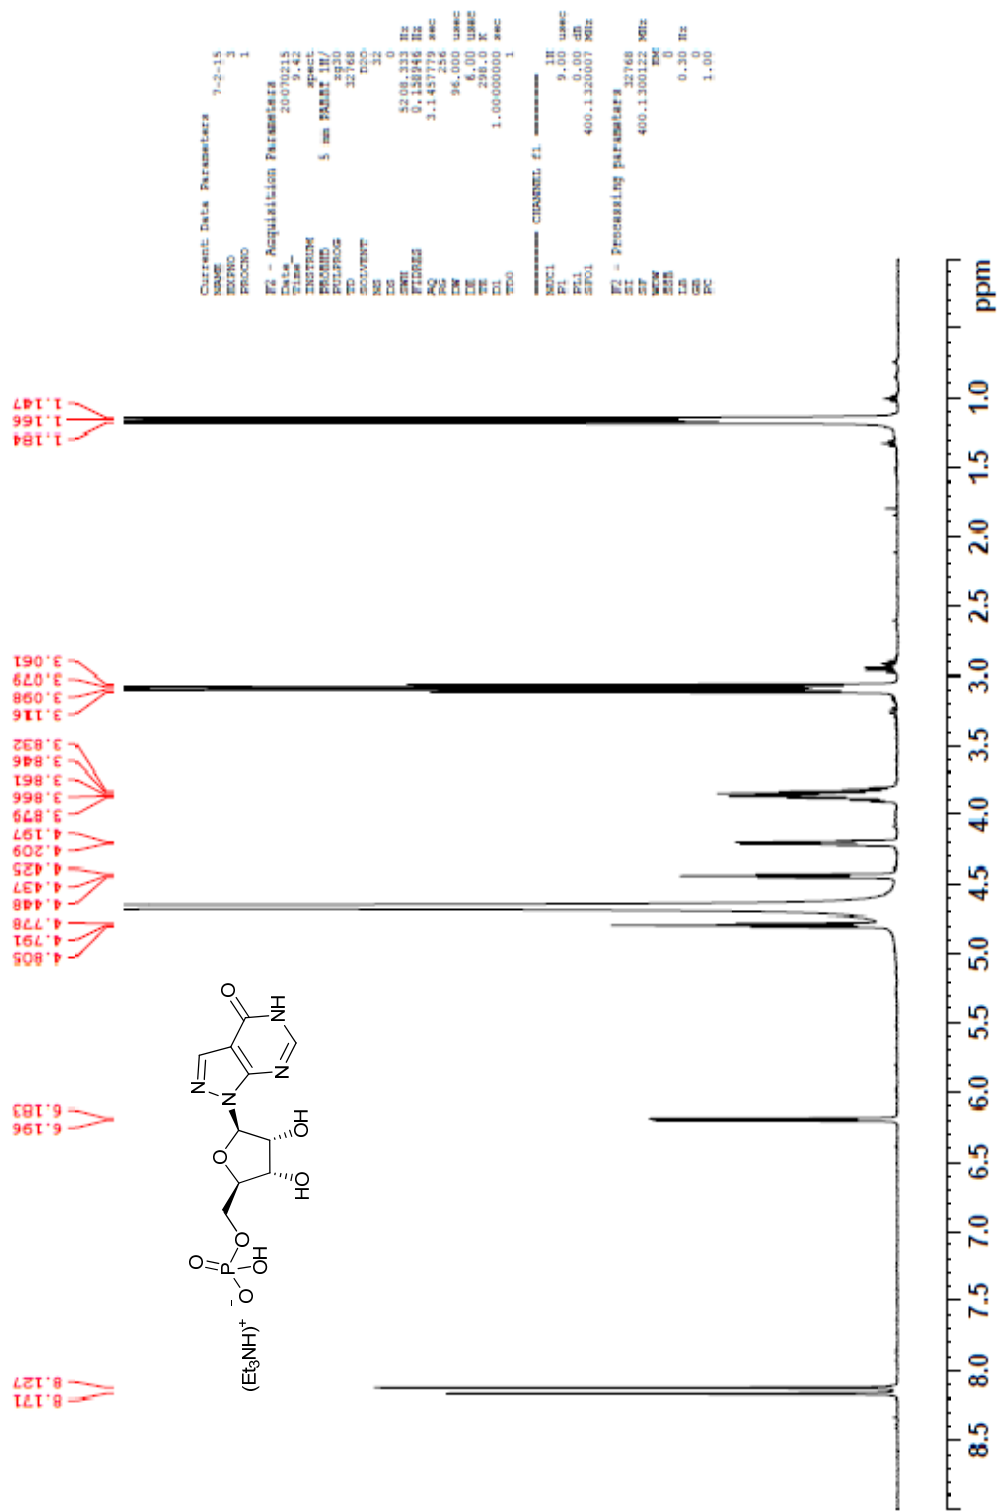 Current Data Parameters
NAME 7-2-15
EXPNO 3
PROCNO 1
F2 - Acquisition Parameters
Date_ 20070215
Time 9.42
INSTRUM spect
PROBHD 5 mm PABBI 1H/
PULPROG zg30
TD 32768
SOLVENT D2O
NS 32
DS 0
SWH 5208.333 Hz
FIDRES 0.158946 Hz
AQ 3.1457779 sec
RG 256
DW 96.000 usec
DE 6.00 usec
TE 298.0 K
D1 1.00000000 sec
TD0 1
======== CHANNEL f1 ========
NUC1 1H
P1 9.00 usec
PL1 0.00 dB
SFO1 400.1320007 MHz
F2 - Processing parameters
SI 32768
SF 400.1300122 MHz
WDW EM
SSB 0
LB 0.30 Hz
GB 0
PC 1.00
8.171
8.127
6.196
6.183
4.805
4.791
4.778
4.448
4.437
4.425
4.209
4.197
3.879
3.866
3.861
3.846
3.832
3.116
3.098
3.079
3.061
1.184
1.166
1.147
O
NH
N
N
N
O
OH
HO
O
O
P
OH
O
-
(Et3NH)+
8.5 8.0 7.5 7.0 6.5 6.0 5.5 5.0 4.5 4.0 3.5 3.0 2.5 2.0 1.5 1.0 ppm